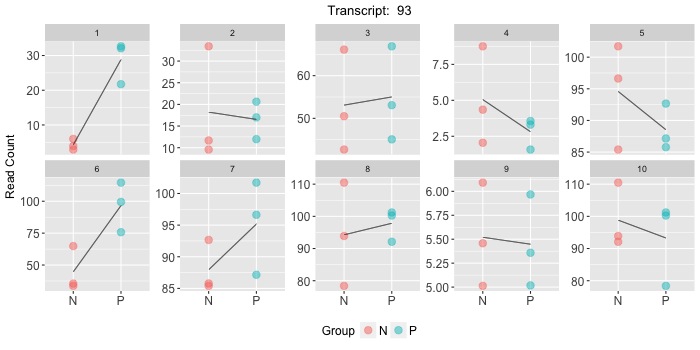 Transcript: 93
1 2 3 4 5
30 20 10
30 25 20 15 10
60 50
7.5 5.0 2.5
100 95 90 85
Read Count
6 7 8 9 10
100 75 50
100 95 90 85
110 100 90 80
6.00 5.75 5.50 5.25 5.00
110 100 90 80
N P N P N P N P N P
Group N P